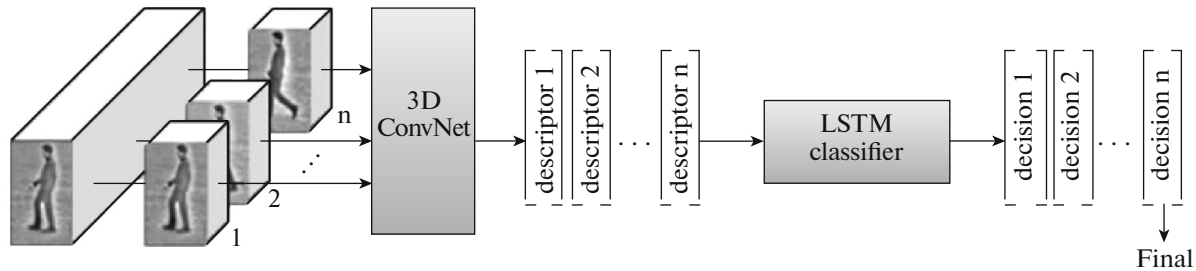 1
2
. . .
n
3D
ConvNet
descriptor 1
descriptor 2
. . .
descriptor n
LSTM
classifier
decision 1
decision 2
. . .
decision n
Final